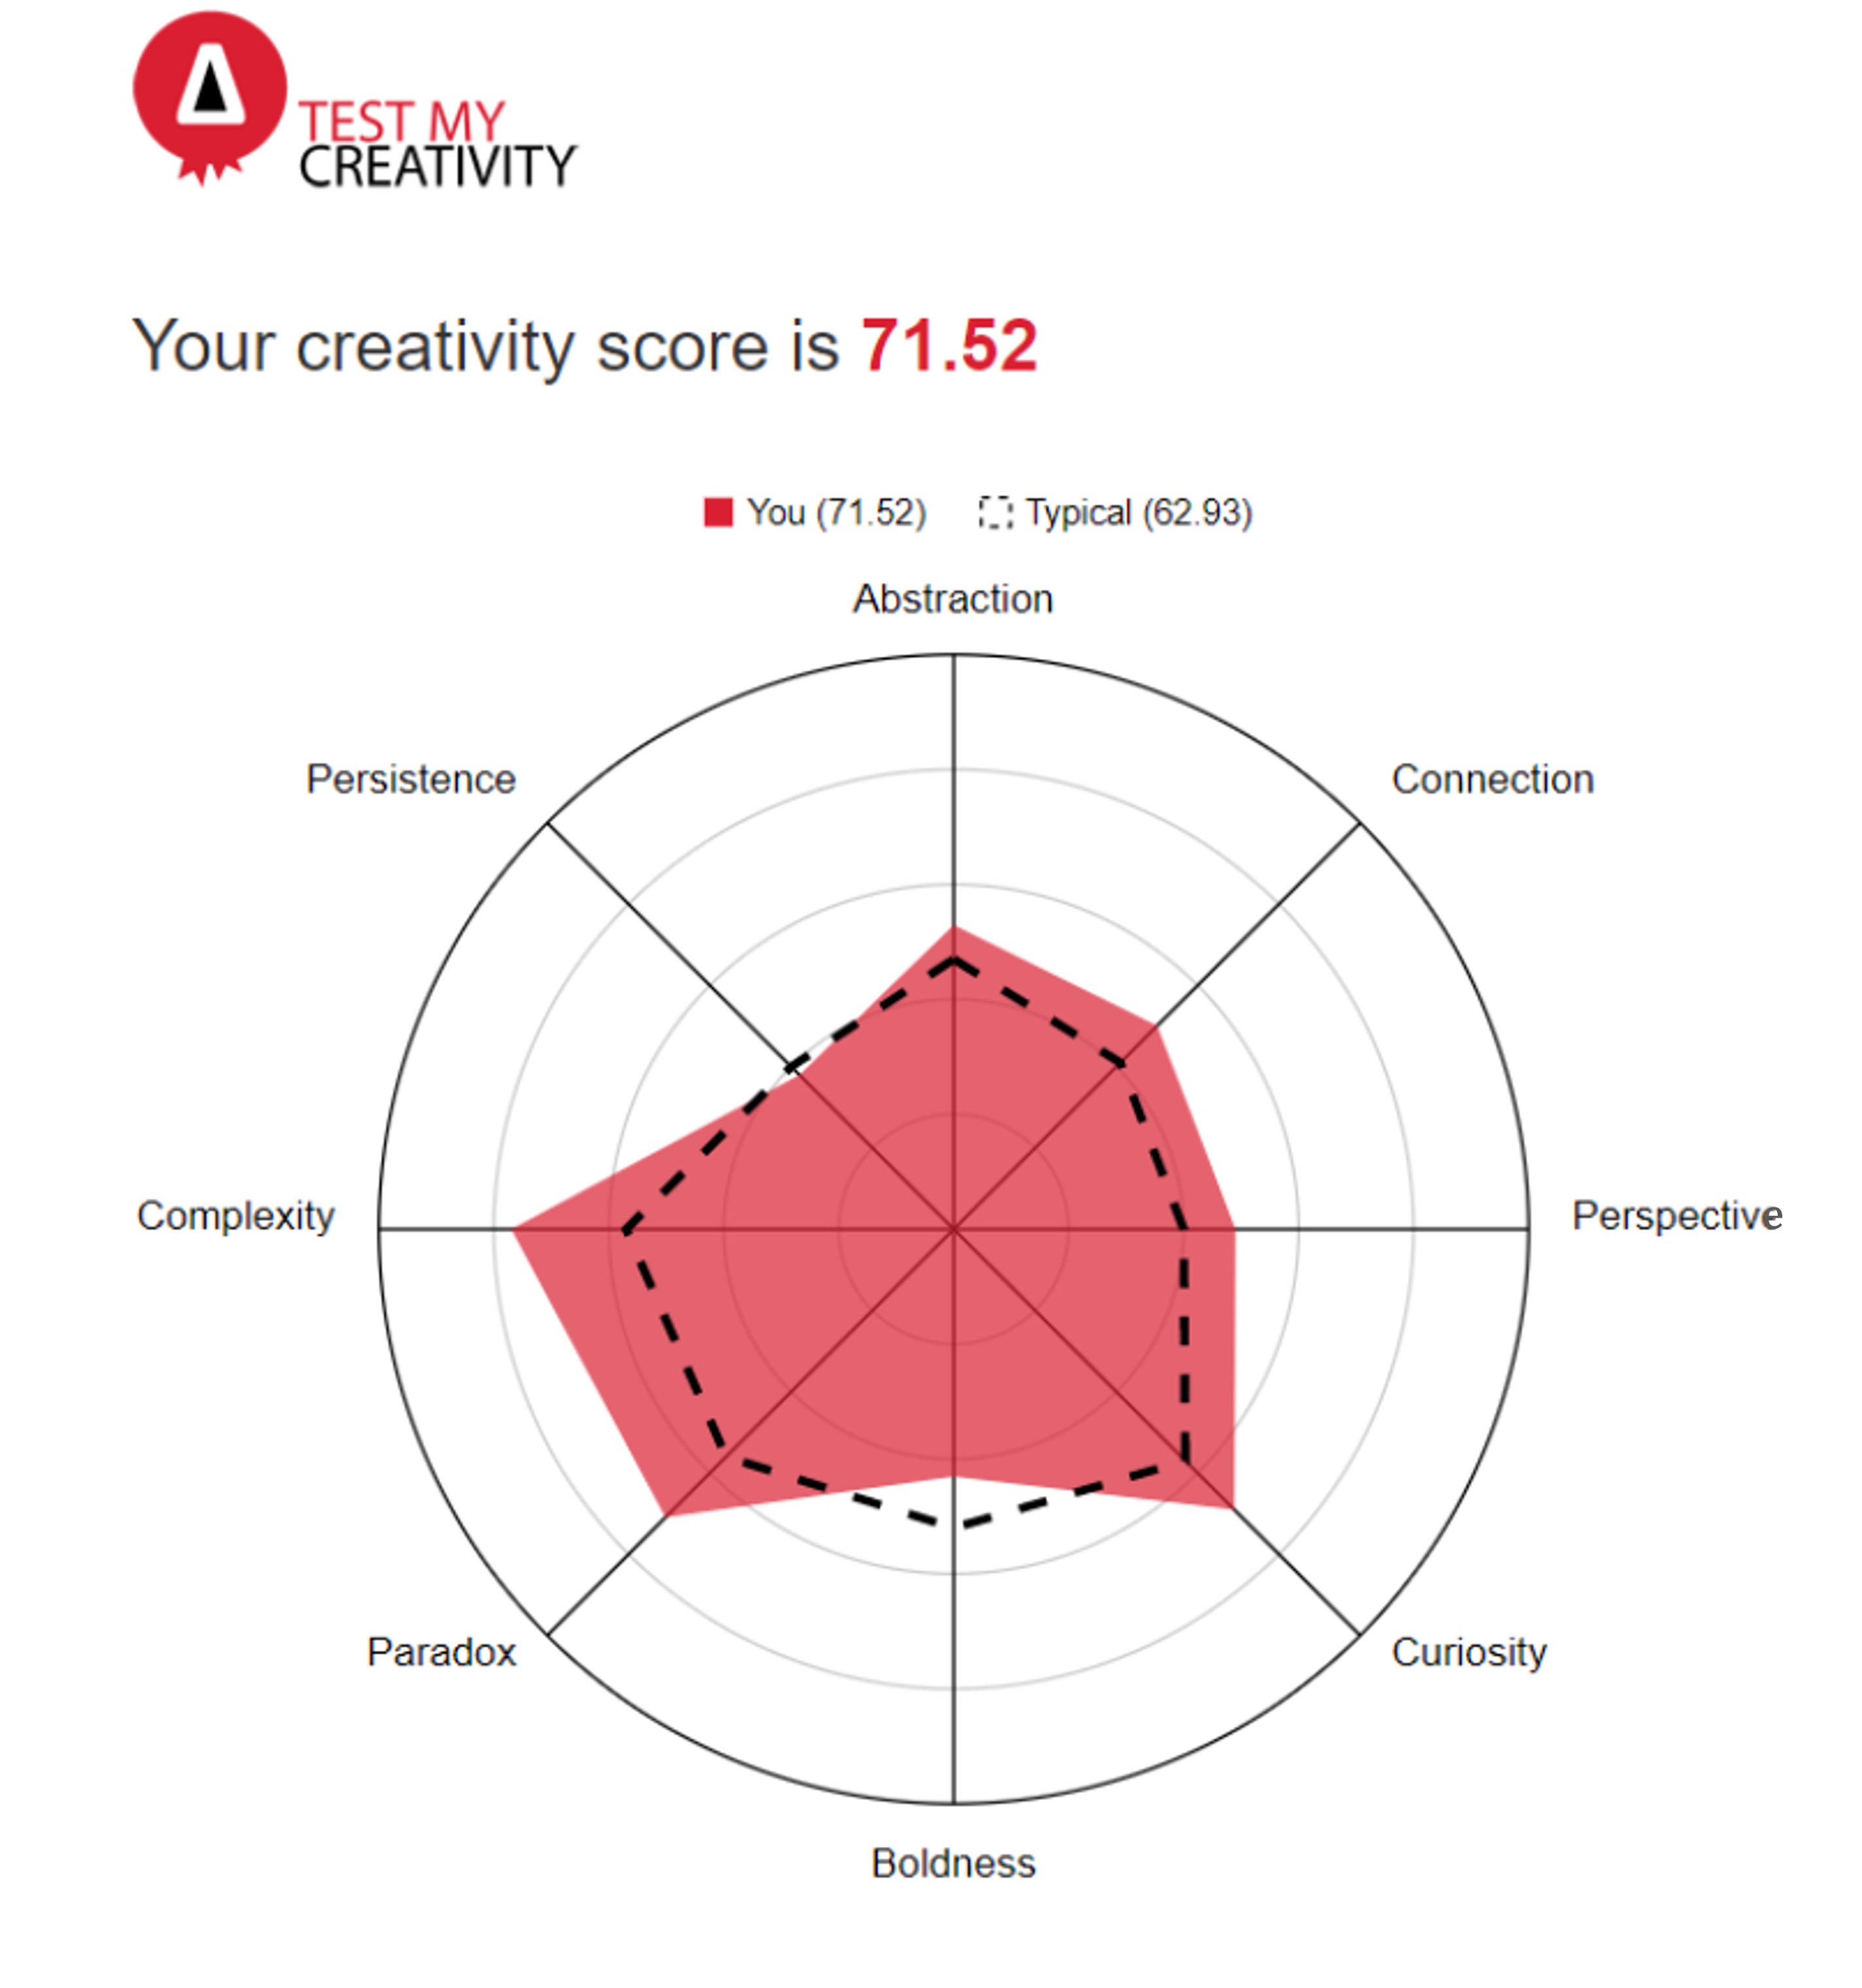 TEST MY
CREATIVITY
Your creativity score is 71.52
You (71.52) Typical (62.93)
Abstraction
Persistence Connection
Complexity Perspective
Paradox Curiosity
Boldness